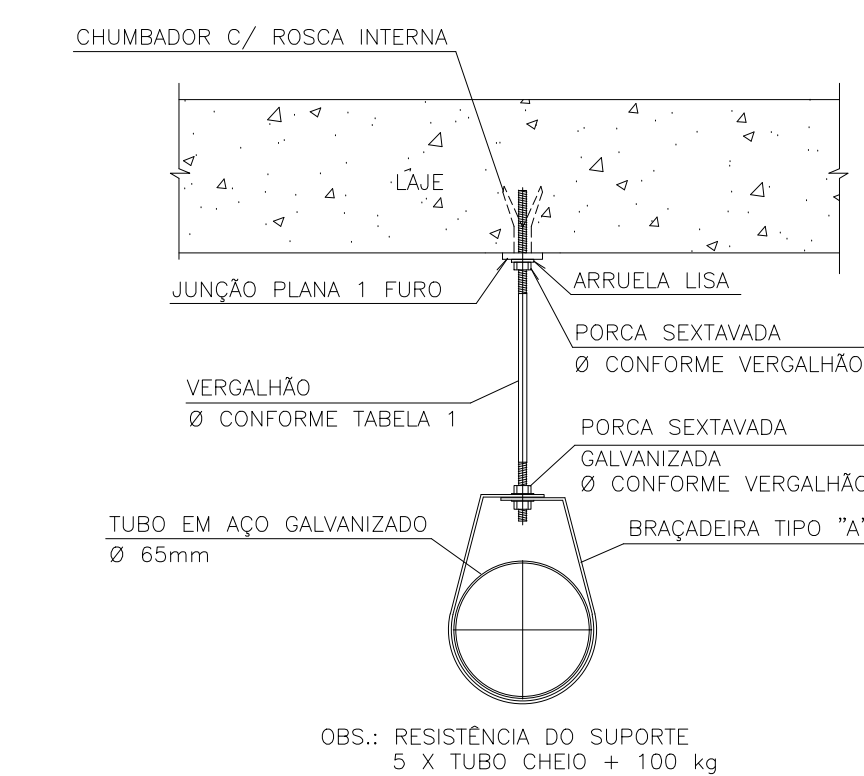 CHUMBADOR C/ ROSCA INTERNA
LAJE
JUNÇÃO PLANA 1 FURO
ARRUELA LISA
PORCA SEXTAVADA
Ø CONFORME VERGALHÃO
VERGALHÃO
Ø CONFORME TABELA 1
PORCA SEXTAVADA
GALVANIZADA
Ø CONFORME VERGALHÃO
TUBO EM AÇO GALVANIZADO
Ø 65mm
BRAÇADEIRA TIPO "A"
OBS.: RESISTÊNCIA DO SUPORTE
5 X TUBO CHEIO + 100 kg